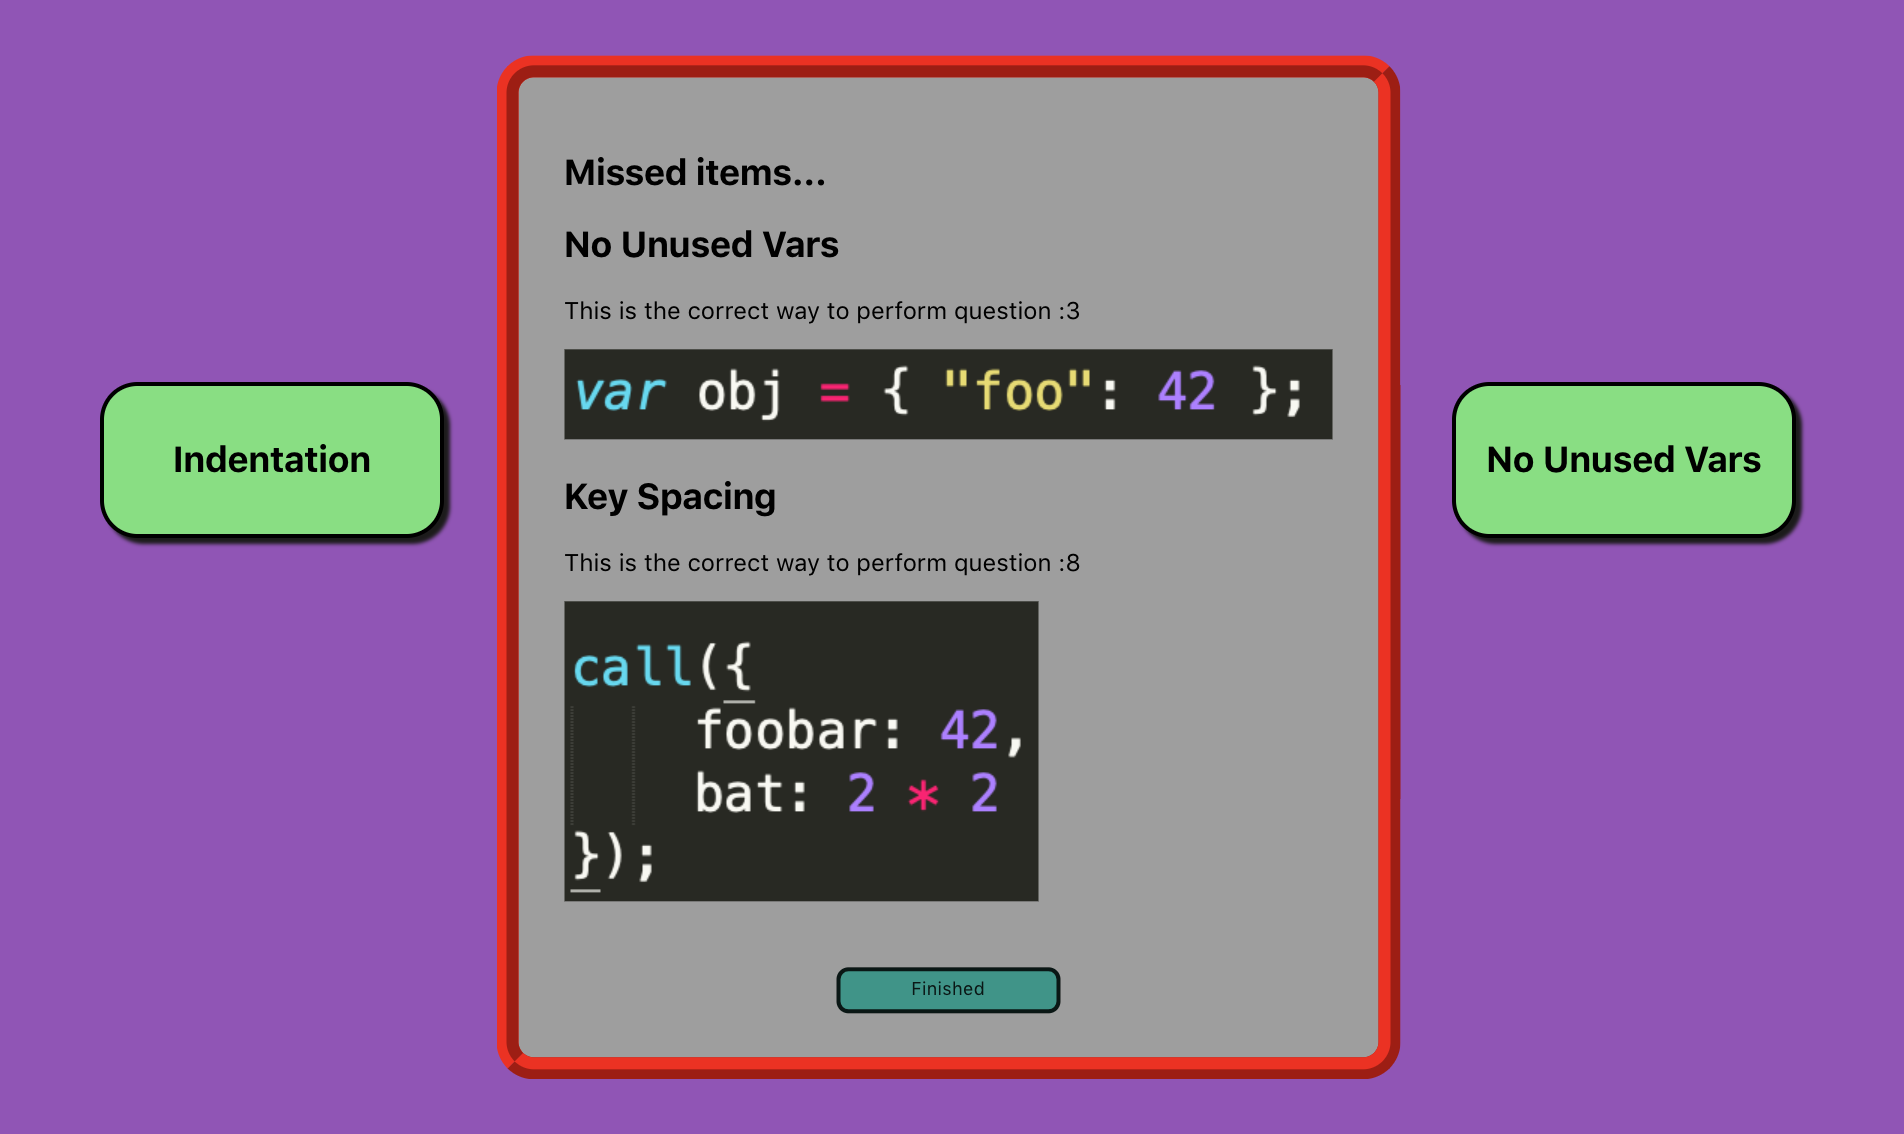 Indentation
Missed items...
No Unused Vars
This is the correct way to perform question :3
var obj = { "foo": 42 };
Key Spacing
This is the correct way to perform question :8
call({
    foobar: 42,
    bat: 2 * 2
});
Finished
No Unused Vars